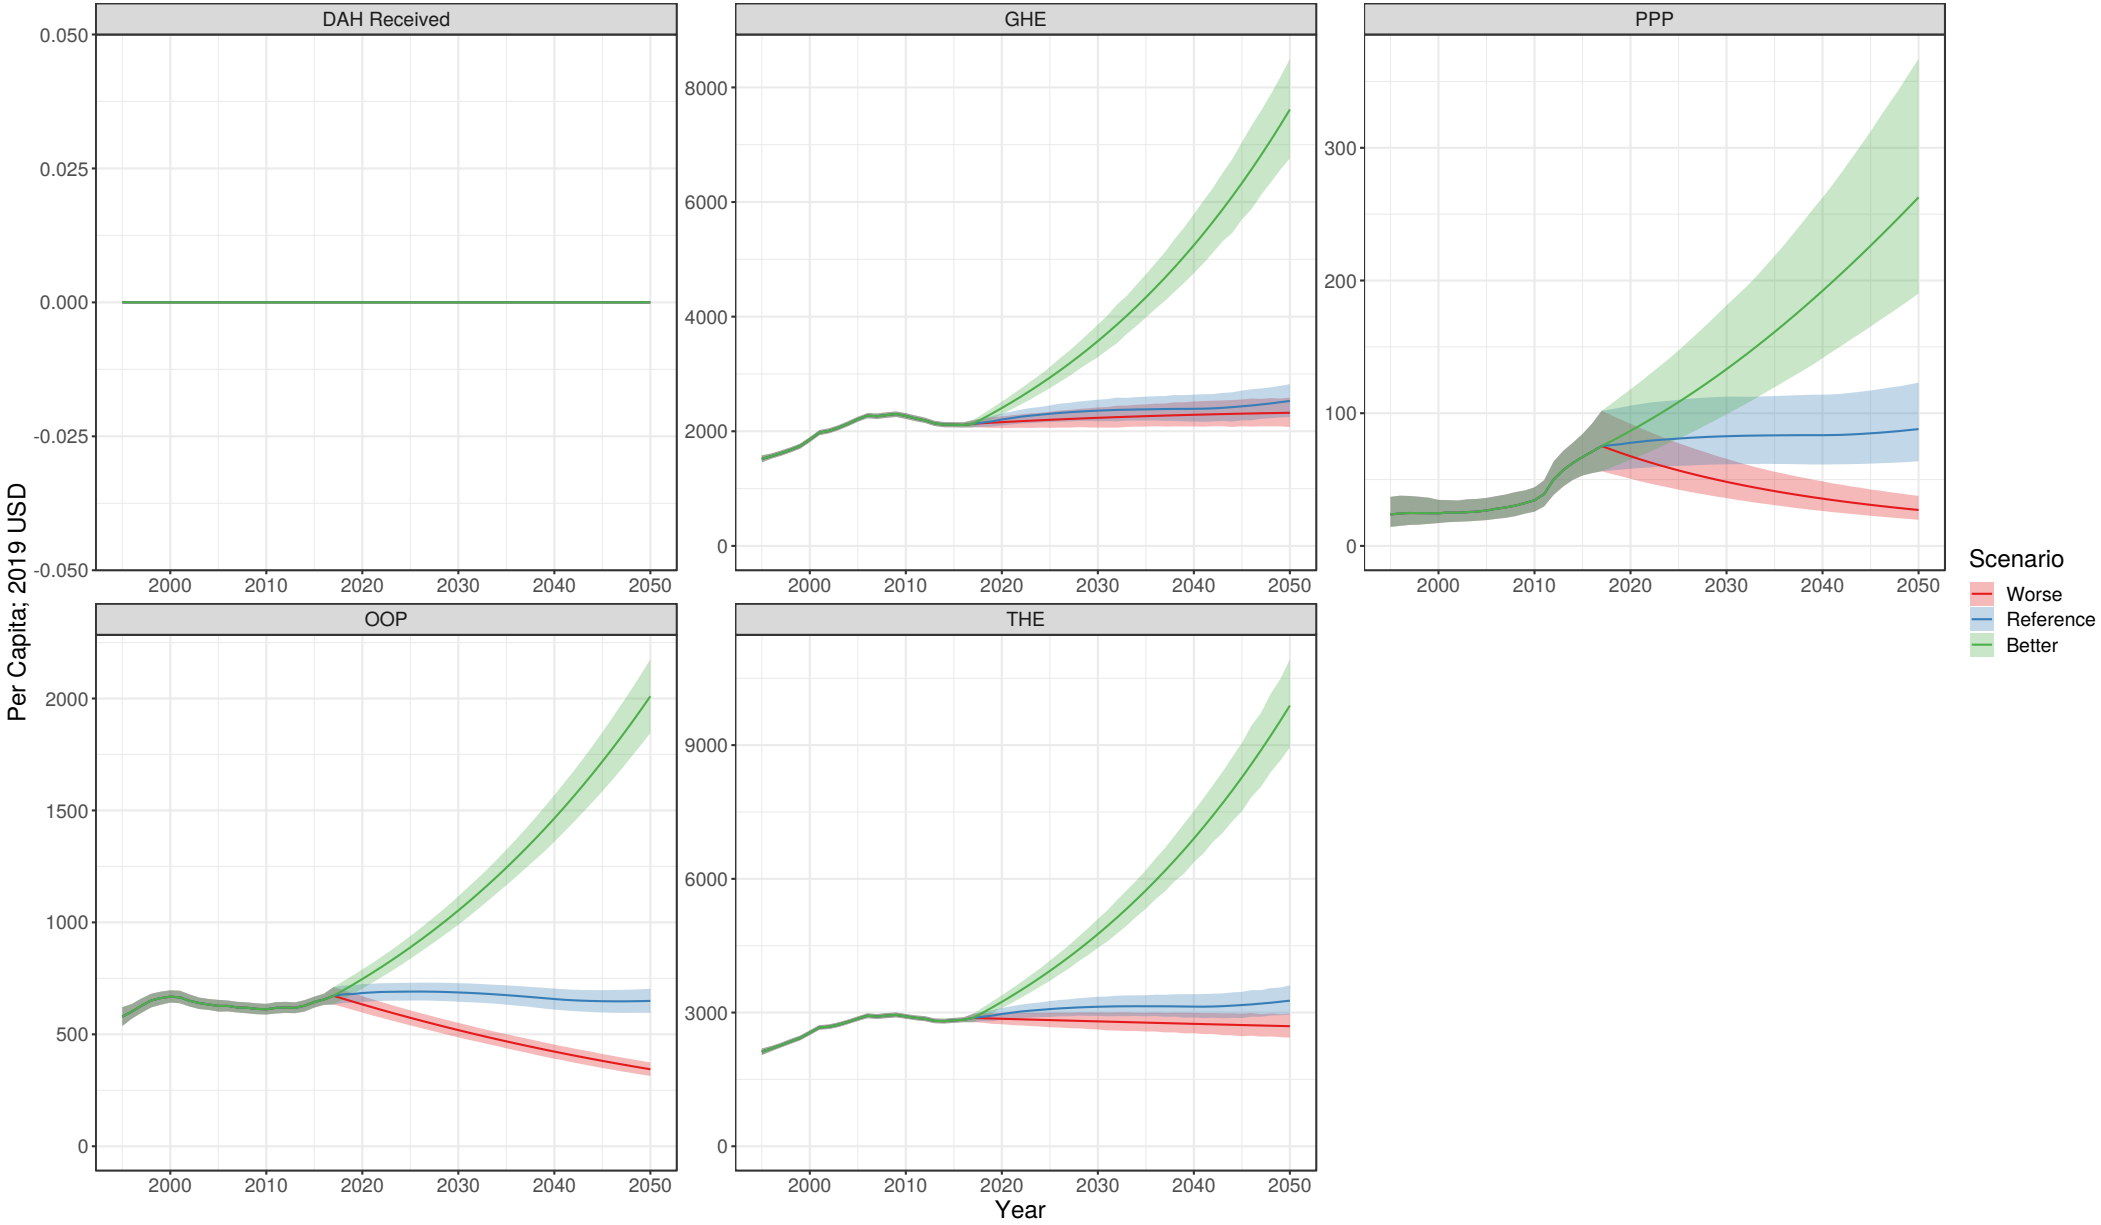 DAH Received
GHE
PPP
0.050
0.025
0.000
-0.025
-0.050
8000
6000
4000
2000
0
300
200
100
0
2000 2010 2020 2030 2040 2050
2000 2010 2020 2030 2040 2050
2000 2010 2020 2030 2040 2050
OOP
THE
2000
1500
1000
500
0
9000
6000
3000
0
2000 2010 2020 2030 2040 2050
2000 2010 2020 2030 2040 2050
Year
Per Capita; 2019 USD
Scenario
Worse
Reference
Better